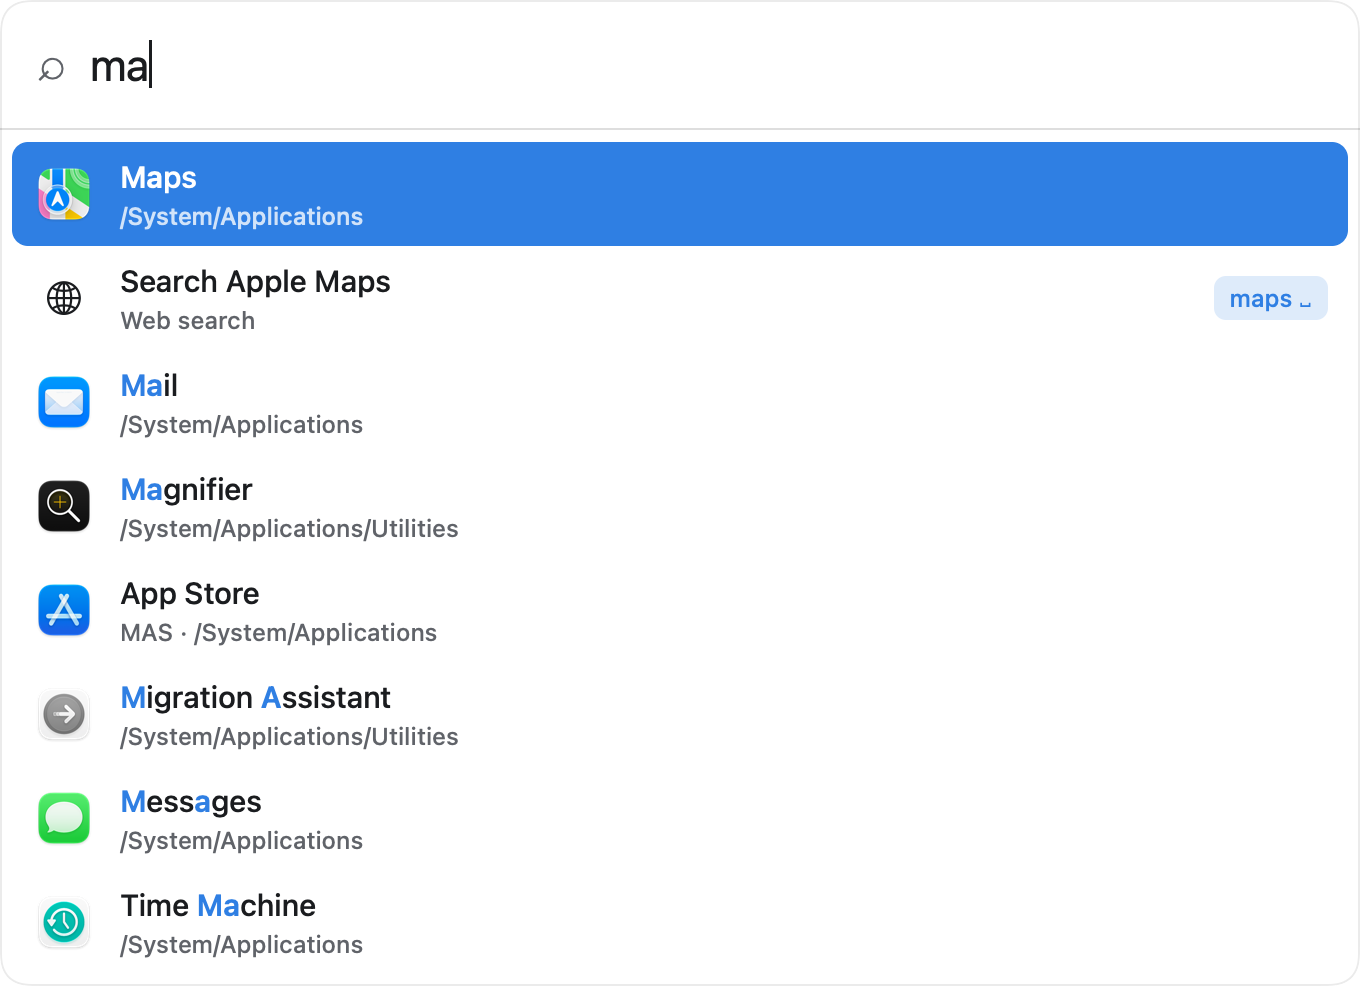 ma
Maps
/System/Applications
Search Apple Maps
Web search
maps ⎵
Mail
/System/Applications
Magnifier
/System/Applications/Utilities
App Store
MAS · /System/Applications
Migration Assistant
/System/Applications/Utilities
Messages
/System/Applications
Time Machine
/System/Applications